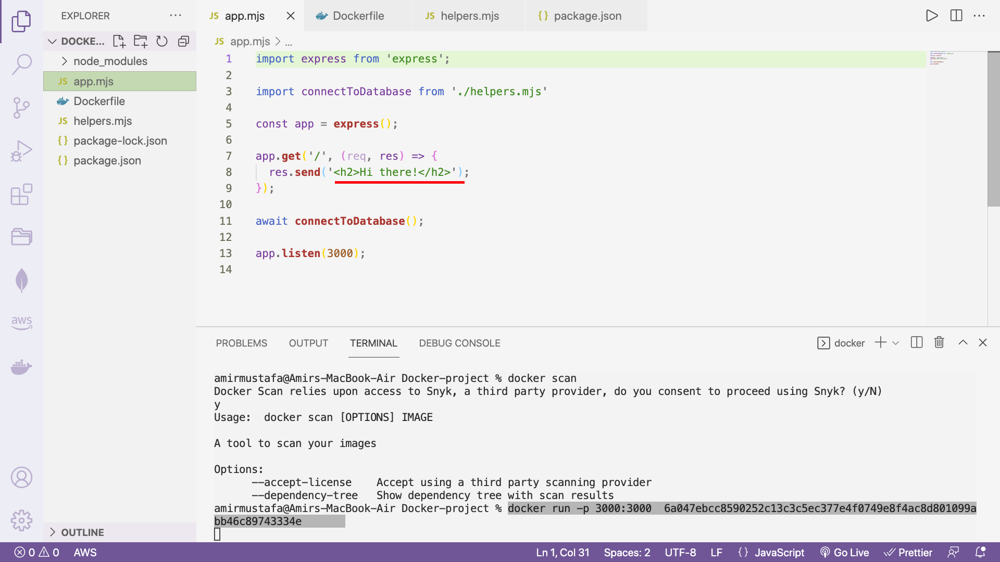 EXPLORER
DOCKE...
node_modules
JS app.mjs
Dockerfile
JS helpers.mjs
{} package-lock.json
{} package.json
OUTLINE
aws
JS app.mjs
Dockerfile
JS helpers.mjs
{} package.json
JS app.mjs > ...
1 import express from 'express';
2
3 import connectToDatabase from './helpers.mjs'
4
5 const app = express();
6
7 app.get('/', (req, res) => {
8 res.send('<h2>Hi there!</h2>');
9 });
10
11 await connectToDatabase();
12
13 app.listen(3000);
14
PROBLEMS OUTPUT TERMINAL DEBUG CONSOLE
docker
amirmustafa@Amirs-MacBook-Air Docker-project % docker scan
Docker Scan relies upon access to Snyk, a third party provider, do you consent to proceed using Snyk? (y/N)
y
Usage:  docker scan [OPTIONS] IMAGE
A tool to scan your images
Options:
--accept-license    Accept using a third party scanning provider
--dependency-tree   Show dependency tree with scan results
amirmustafa@Amirs-MacBook-Air Docker-project % docker run -p 3000:3000  6a047ebcc8590252c13c3c5ec377e4f0749e8f4ac8d801099a
bb46c89743334e
0 0 AWS
Ln 1, Col 31 Spaces: 2 UTF-8 LF {} JavaScript Go Live Prettier